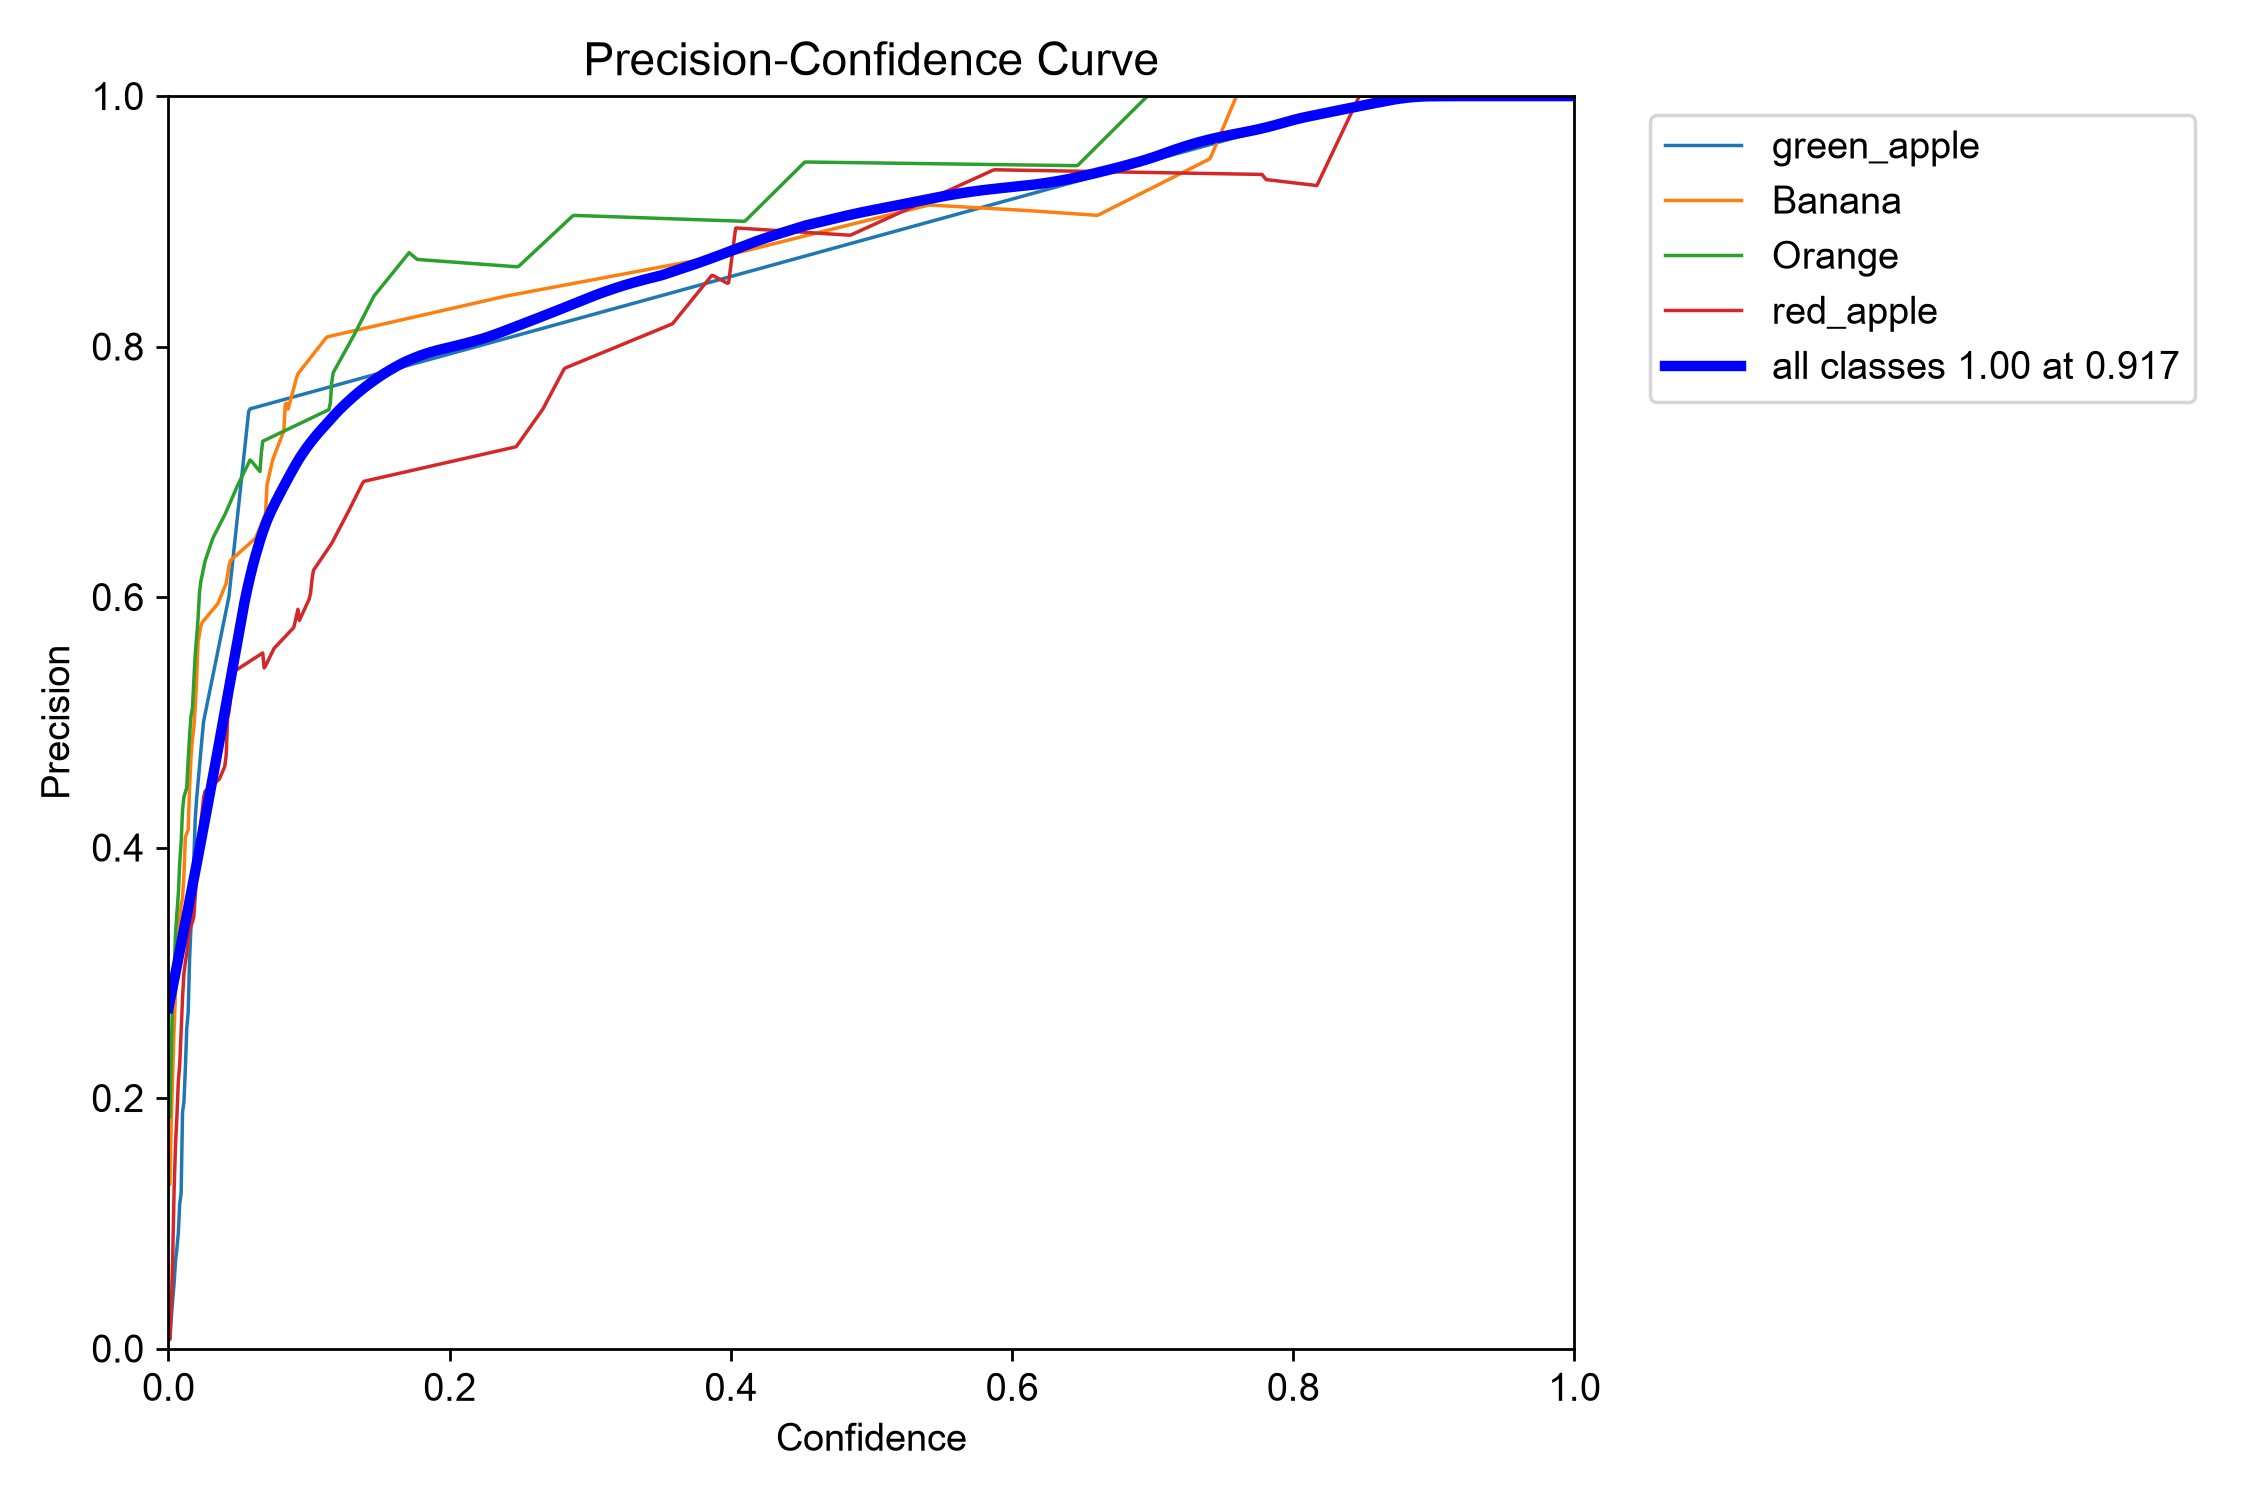 Precision-Confidence Curve
1.0
0.8
0.6
0.4
0.2
0.0
Precision
0.0 0.2 0.4 0.6 0.8 1.0
Confidence
green_apple
Banana
Orange
red_apple
all classes 1.00 at 0.917